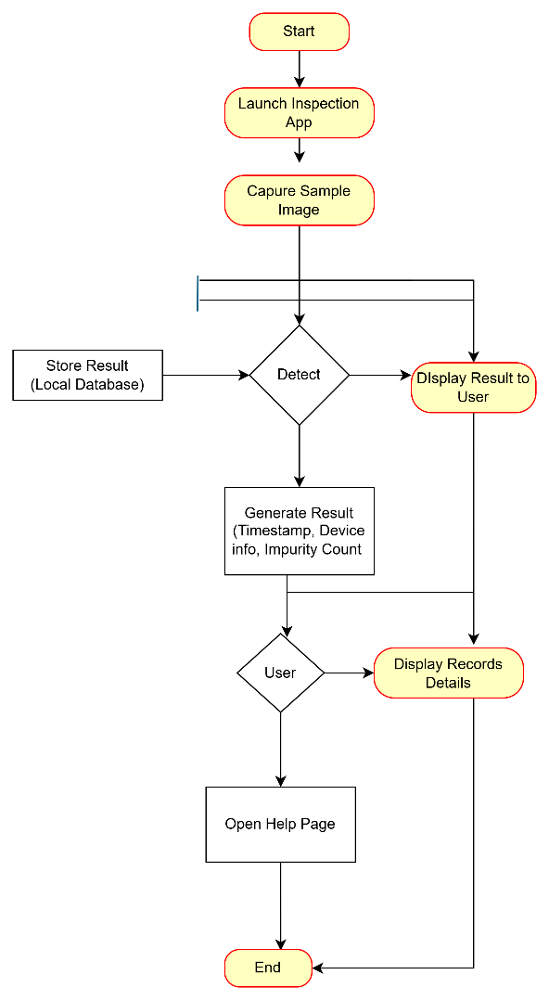 Start
Launch Inspection
App
Capure Sample
Image
Store Result
(Local Database)
Detect
DIsplay Result to
User
Generate Result
(Timestamp, Device
info, Impurity Count
User
Display Records
Details
Open Help Page
End